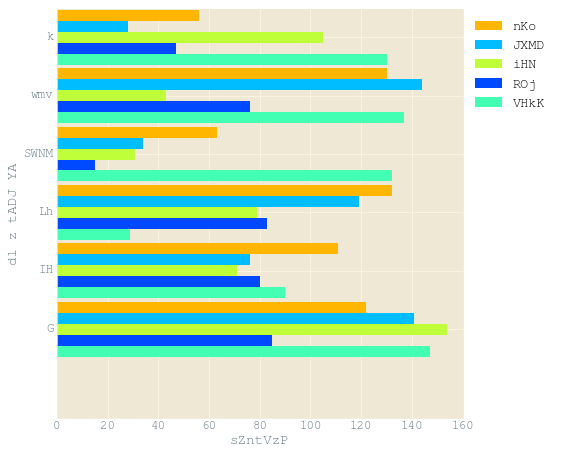 nKo
JXMD
iHN
ROj
VHkK
k
wmv
SWNM
Lh
IH
G
dl z tADJ YA
0 20 40 60 80 100 120 140 160
sZntVzP